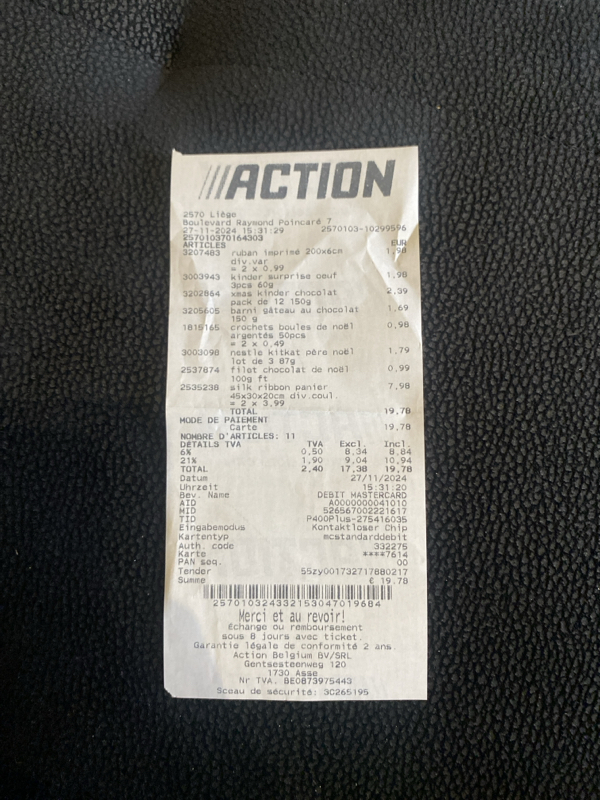 ///ACTION
2570 Liège
Boulevard Raymond Poincaré 7
27-11-2024 15:31:29 2570103-10299596
257010370164303
ARTICLES EUR
3207483 ruban imprimé 200x6cm 1,98
div.var
= 2 x 0,99
3003943 kinder surprise oeuf 1,98
3pcs 60g
3202864 xmas kinder chocolat 2,39
pack de 12 150g
3205605 barni gâteau au chocolat 1,69
150 g
1815165 crochets boules de noël 0,98
argentés 50pcs
= 2 x 0,49
3003098 nestle kitkat père noël 1,79
lot de 3 87g
2537874 filet chocolat de noël 0,99
100g ft
2535238 silk ribbon panier 7,98
45x30x20cm div.coul.
= 2 x 3,99
TOTAL 19,78
MODE DE PAIEMENT
Carte 19,78
NOMBRE D'ARTICLES: 11
DÉTAILS TVA TVA Excl. Incl.
6% 0,50 8,34 8,84
21% 1,90 9,04 10,94
TOTAL 2,40 17,38 19,78
Datum 27/11/2024
Uhrzeit 15:31:20
Bev. Name DEBIT MASTERCARD
AID A0000000041010
MID 526567002221617
TID P400Plus-275416035
Eingabemodus Kontaktloser Chip
Kartentyp mcstandarddebit
Auth. code 332275
Karte ****7614
PAN seq. 00
Tender 55zy001732717880217
Summe € 19.78
257010324332153047019684
Merci et au revoir!
Échange ou remboursement
sous 8 jours avec ticket.
Garantie légale de conformité 2 ans.
Action Belgium BV/SRL
Gentsesteenweg 120
1730 Asse
Nr TVA. BE0873975443
Sceau de sécurité: 3C265195